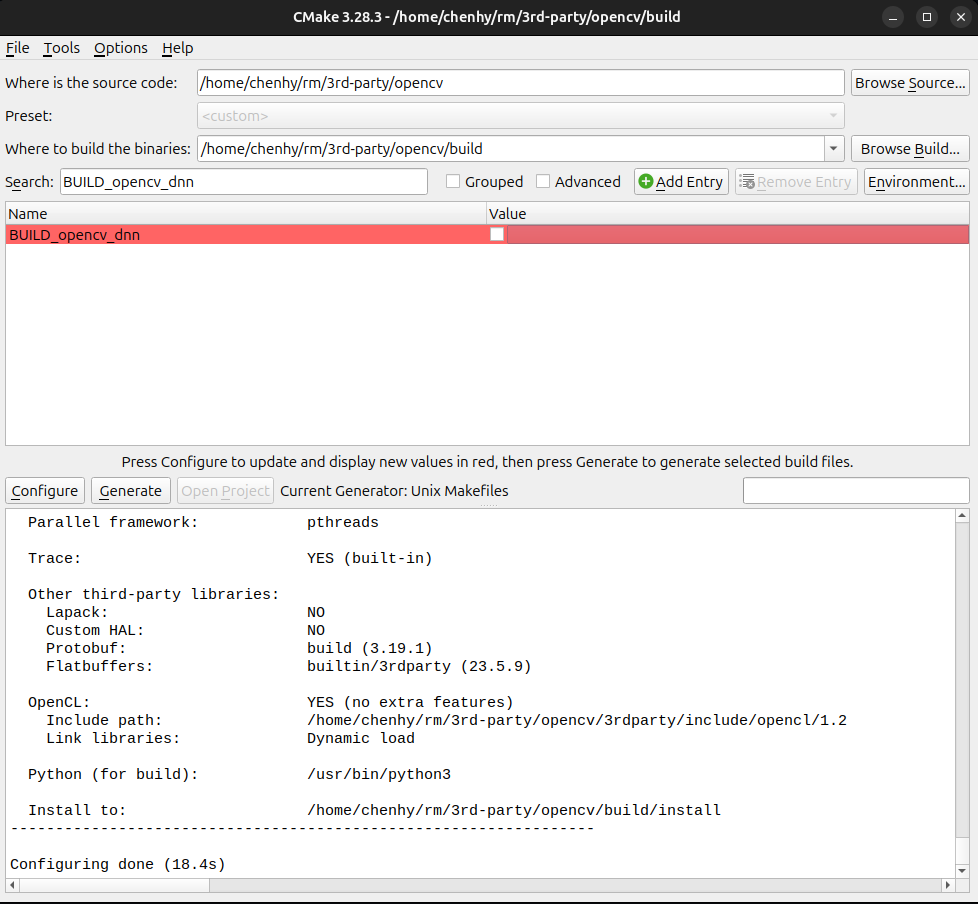 CMake 3.28.3 - /home/chenhy/rm/3rd-party/opencv/build
File Tools Options Help
Where is the source code: /home/chenhy/rm/3rd-party/opencv Browse Source...
Preset: <custom>
Where to build the binaries: /home/chenhy/rm/3rd-party/opencv/build Browse Build...
Search: BUILD_opencv_dnn Grouped Advanced Add Entry Remove Entry Environment...
Name Value
BUILD_opencv_dnn
Press Configure to update and display new values in red, then press Generate to generate selected build files.
Configure Generate Open Project Current Generator: Unix Makefiles
Parallel framework: pthreads
Trace: YES (built-in)
Other third-party libraries:
Lapack: NO
Custom HAL: NO
Protobuf: build (3.19.1)
Flatbuffers: builtin/3rdparty (23.5.9)
OpenCL: YES (no extra features)
Include path: /home/chenhy/rm/3rd-party/opencv/3rdparty/include/opencl/1.2
Link libraries: Dynamic load
Python (for build): /usr/bin/python3
Install to: /home/chenhy/rm/3rd-party/opencv/build/install
-----------------------------------------------------------------
Configuring done (18.4s)